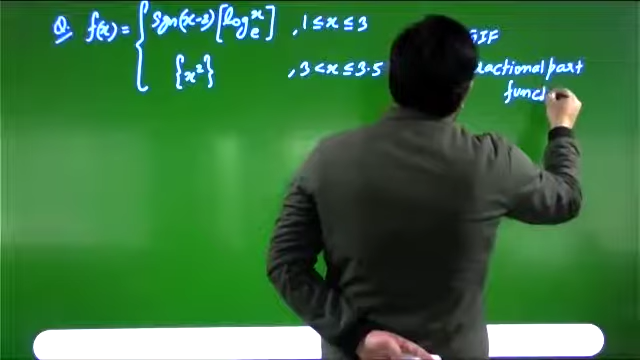 Q. f(x) = { sgn(x-2)[log_e^x] , 1 ≤ x ≤ 3
{x²} , 3 < x ≤ 3.5
GIF
ractional part
func